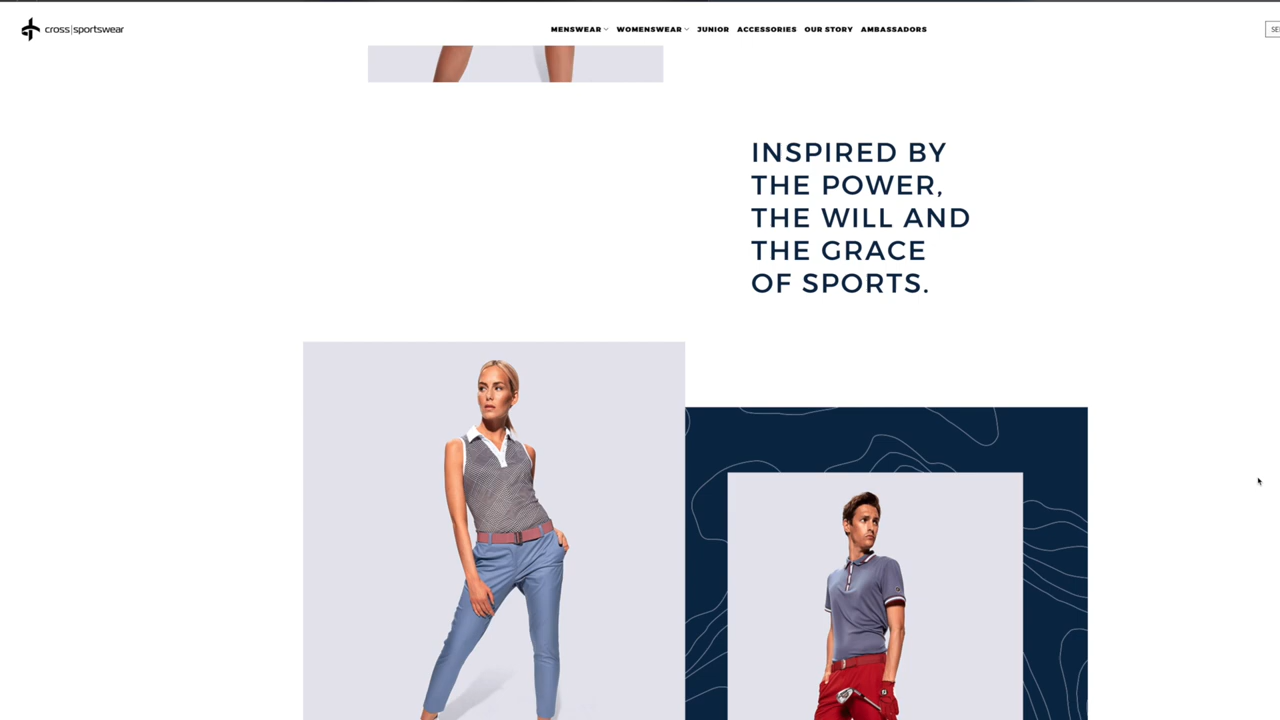 cross|sportswear
MENSWEAR WOMENSWEAR JUNIOR ACCESSORIES OUR STORY AMBASSADORS
INSPIRED BY
THE POWER,
THE WILL AND
THE GRACE
OF SPORTS.